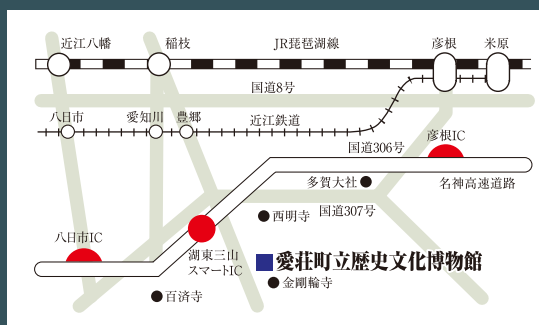 近江八幡
稲枝
JR琵琶湖線
彦根
米原
国道8号
八日市
愛知川
豊郷
近江鉄道
彦根IC
国道306号
多賀大社
名神高速道路
西明寺
国道307号
八日市IC
湖東三山
スマートIC
愛荘町立歴史文化博物館
金剛輪寺
百済寺